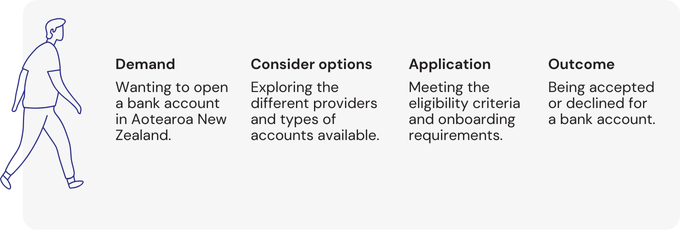 Demand
Wanting to open
a bank account
in Aotearoa New
Zealand.
Consider options
Exploring the
different providers
and types of
accounts available.
Application
Meeting the
eligibility criteria
and onboarding
requirements.
Outcome
Being accepted
or declined for
a bank account.